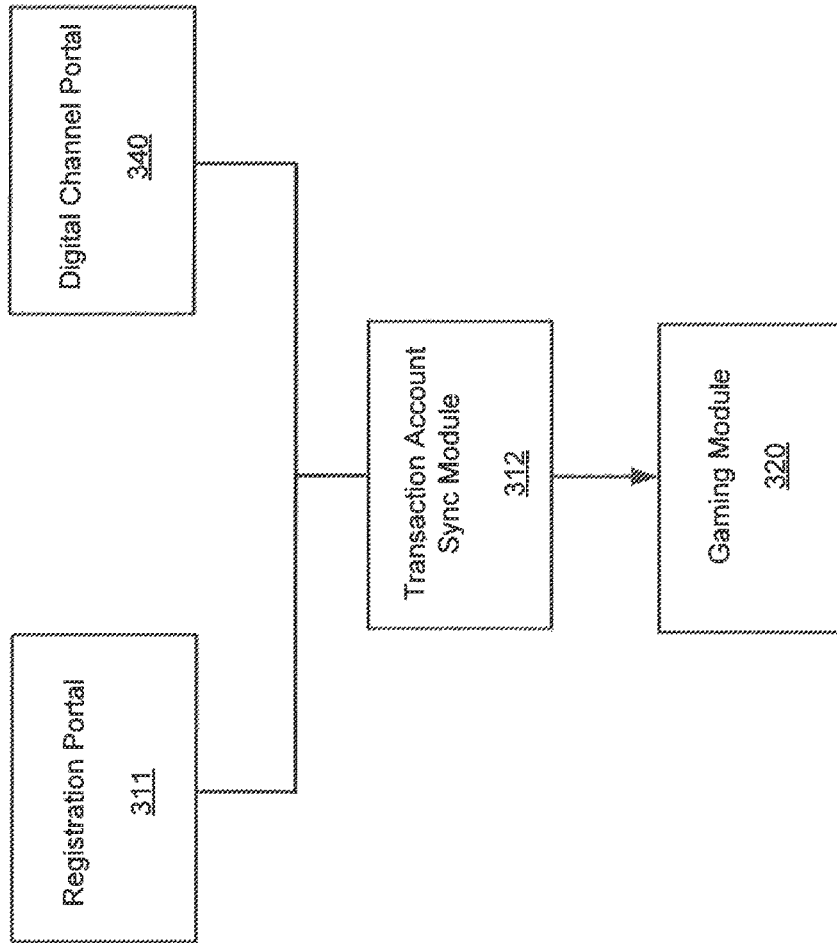 Registration Portal
311
Digital Channel Portal
340
Transaction Account
Sync Module
312
Gaming Module
320